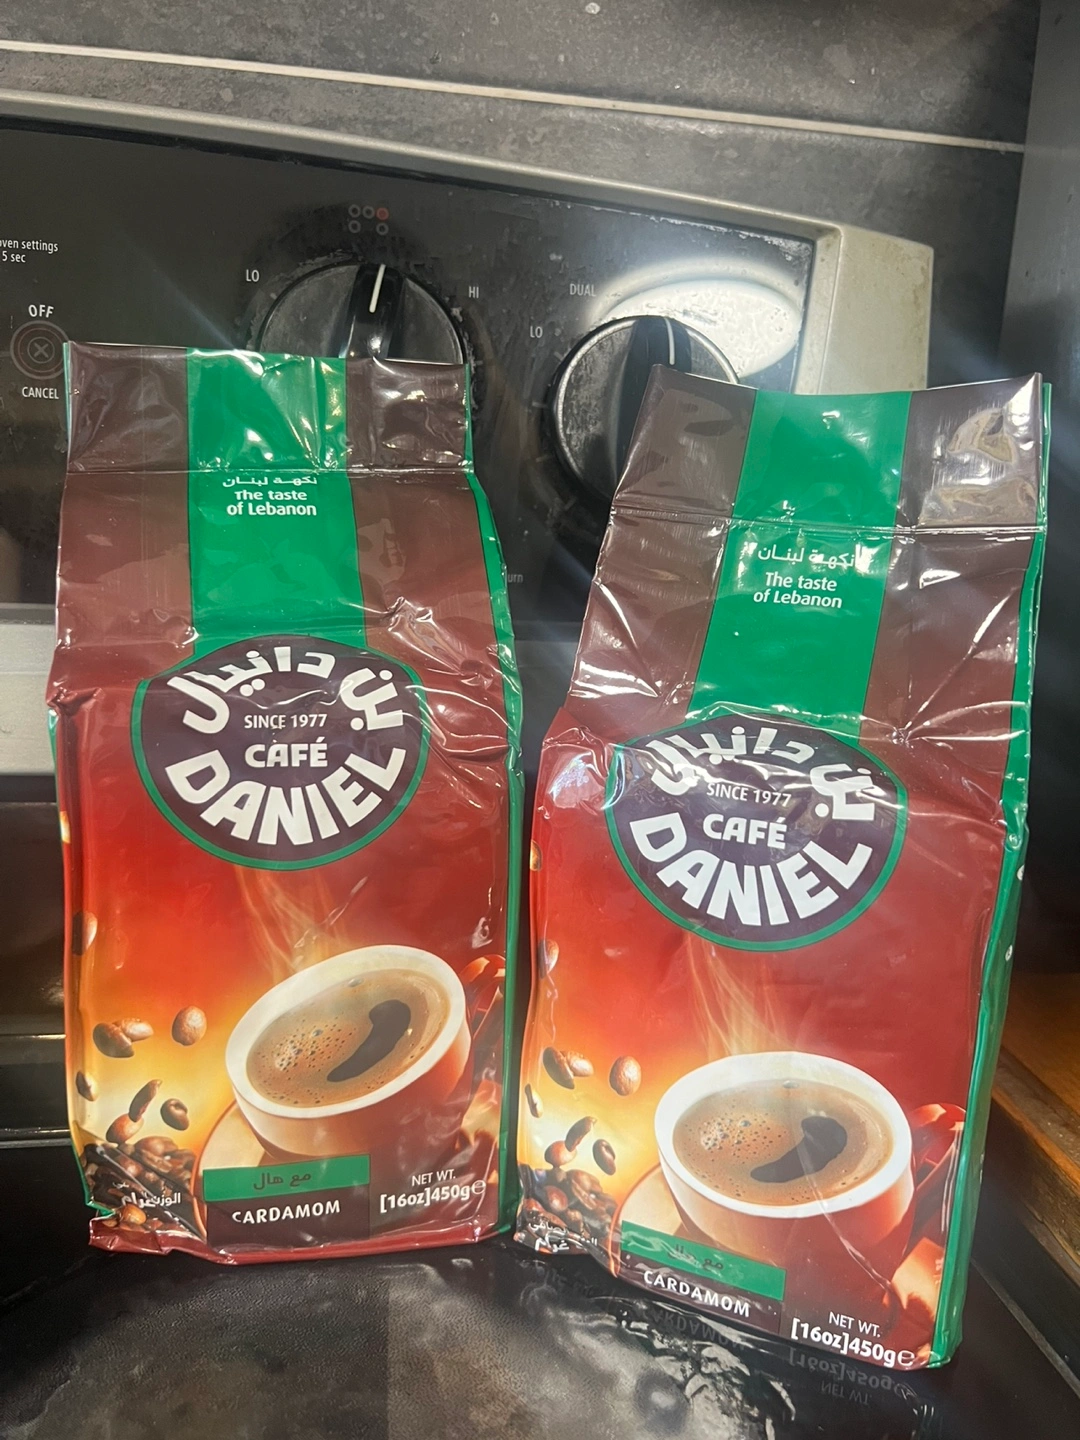 oven settings
5 sec
OFF
CANCEL
LO
HI
DUAL
LO
نكهة لبنان
The taste
of Lebanon
بن دانيال
SINCE 1977
CAFÉ
DANIEL
مع هال
CARDAMOM
NET WT.
[16oz]450g℮
نكهة لبنان
The taste
of Lebanon
بن دانيال
SINCE 1977
CAFÉ
DANIEL
مع هال
CARDAMOM
NET WT.
[16oz]450g℮